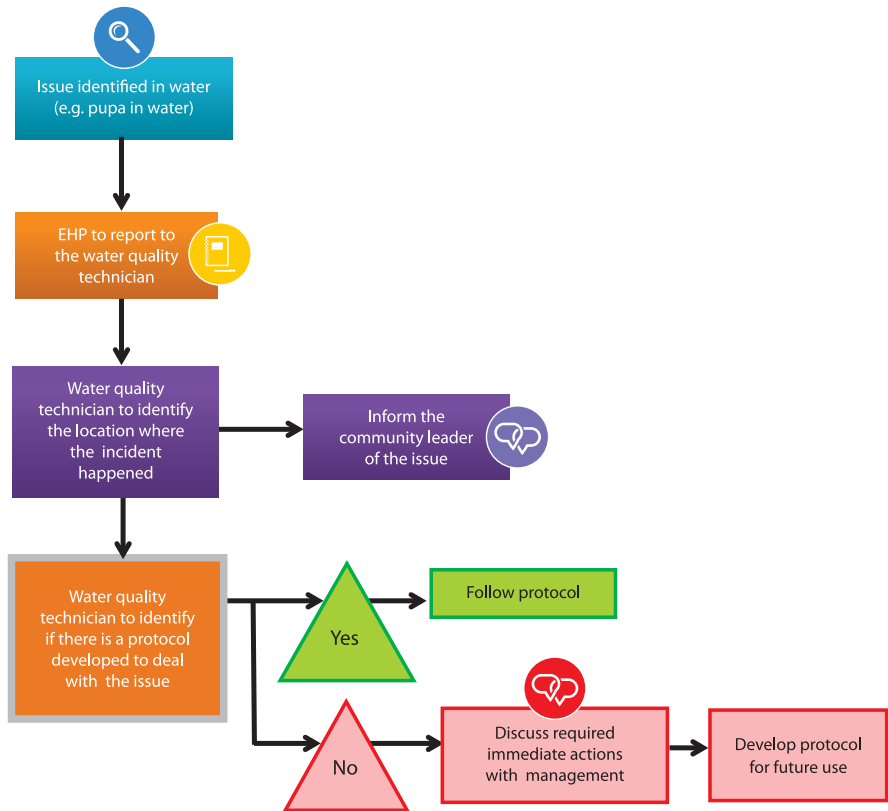 Issue identified in water
(e.g. pupa in water)
EHP to report to
the water quality
technician
Water quality
technician to identify
the location where
the incident
happened
Inform the
community leader
of the issue
Water quality
technician to identify
if there is a protocol
developed to deal
with the issue
Yes
Follow protocol
No
Discuss required
immediate actions
with management
Develop protocol
for future use